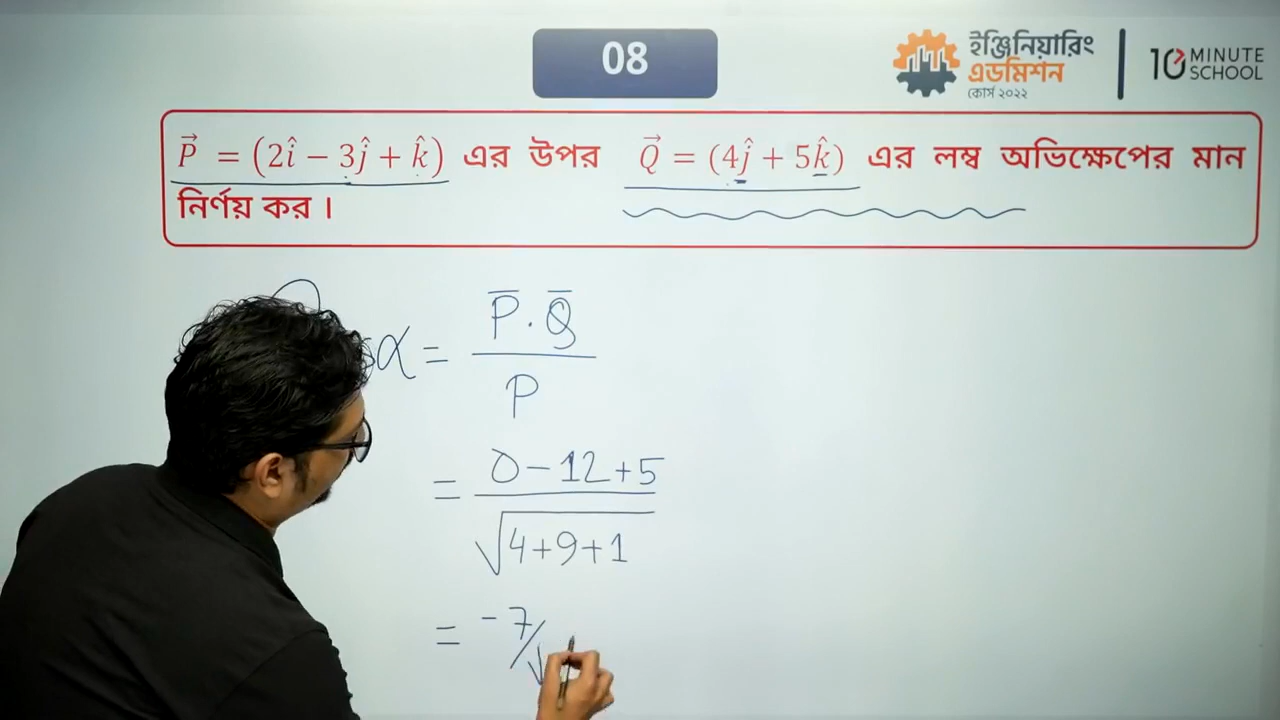 08
ইঞ্জিনিয়ারিং
এডমিশন
কোর্স ২০২২
10 MINUTE SCHOOL
P⃗ = (2î − 3ĵ + k̂) এর উপর Q⃗ = (4ĵ + 5k̂) এর লম্ব অভিক্ষেপের মান
নির্ণয় কর ।
α = P̅.Q̅ / P
= 0 − 12 + 5 / √4+9+1
= −7/√